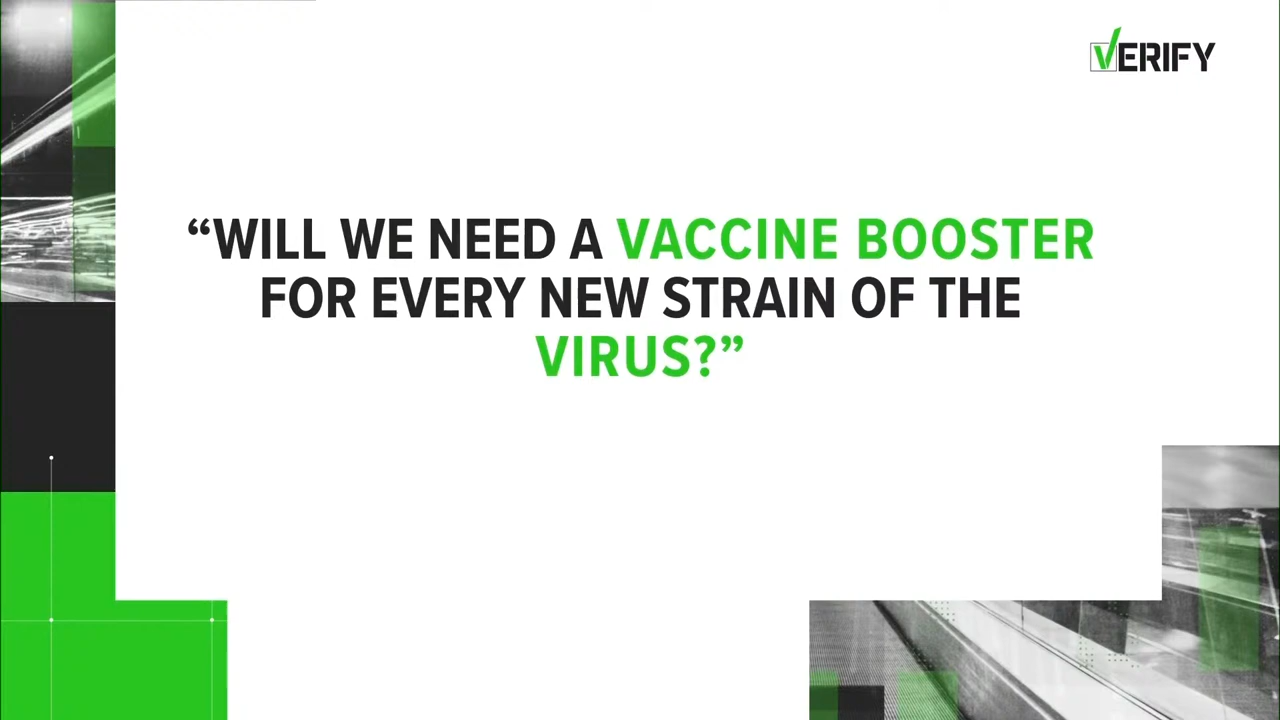 VERIFY
“WILL WE NEED A VACCINE BOOSTER
FOR EVERY NEW STRAIN OF THE
VIRUS?”